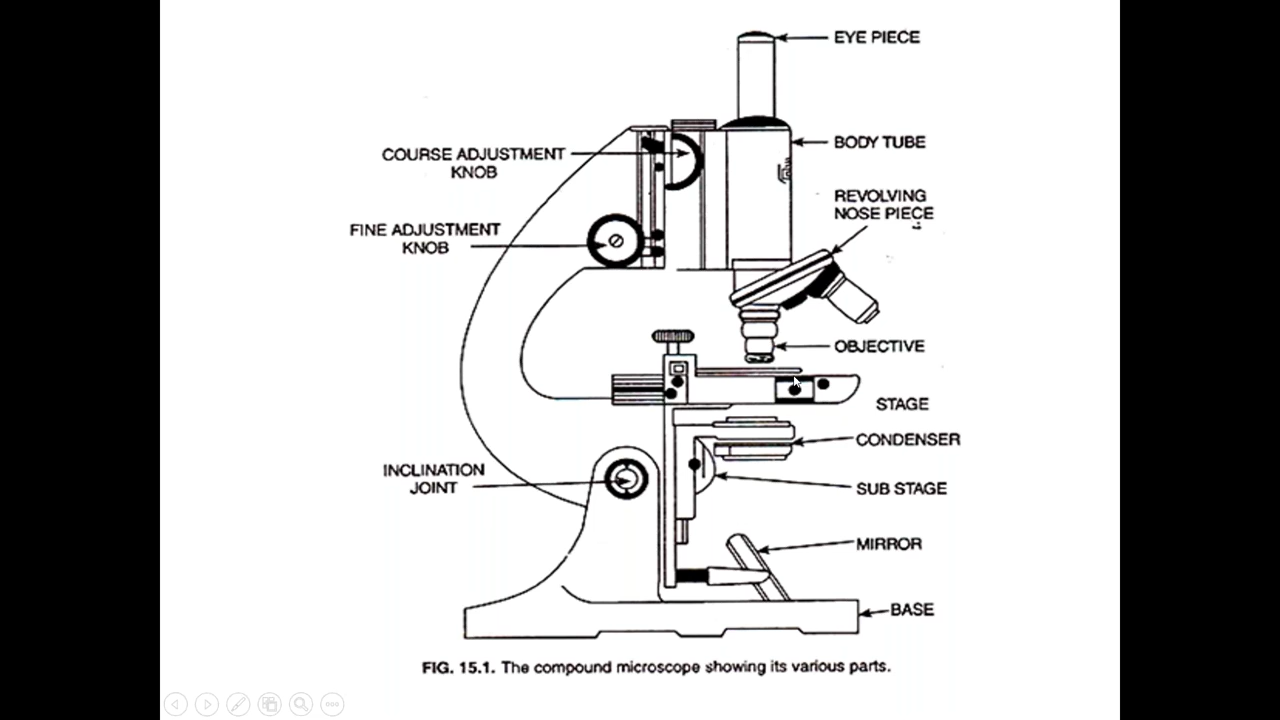 EYE PIECE
BODY TUBE
COURSE ADJUSTMENT
KNOB
REVOLVING
NOSE PIECE
FINE ADJUSTMENT
KNOB
OBJECTIVE
STAGE
CONDENSER
INCLINATION
JOINT
SUB STAGE
MIRROR
BASE
FIG. 15.1. The compound microscope showing its various parts.